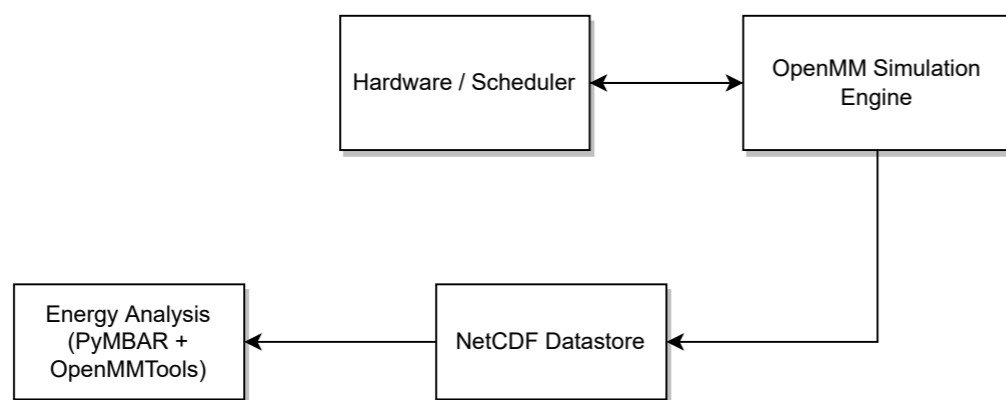 Hardware / Scheduler
OpenMM Simulation
Engine
Energy Analysis
(PyMBAR +
OpenMMTools)
NetCDF Datastore